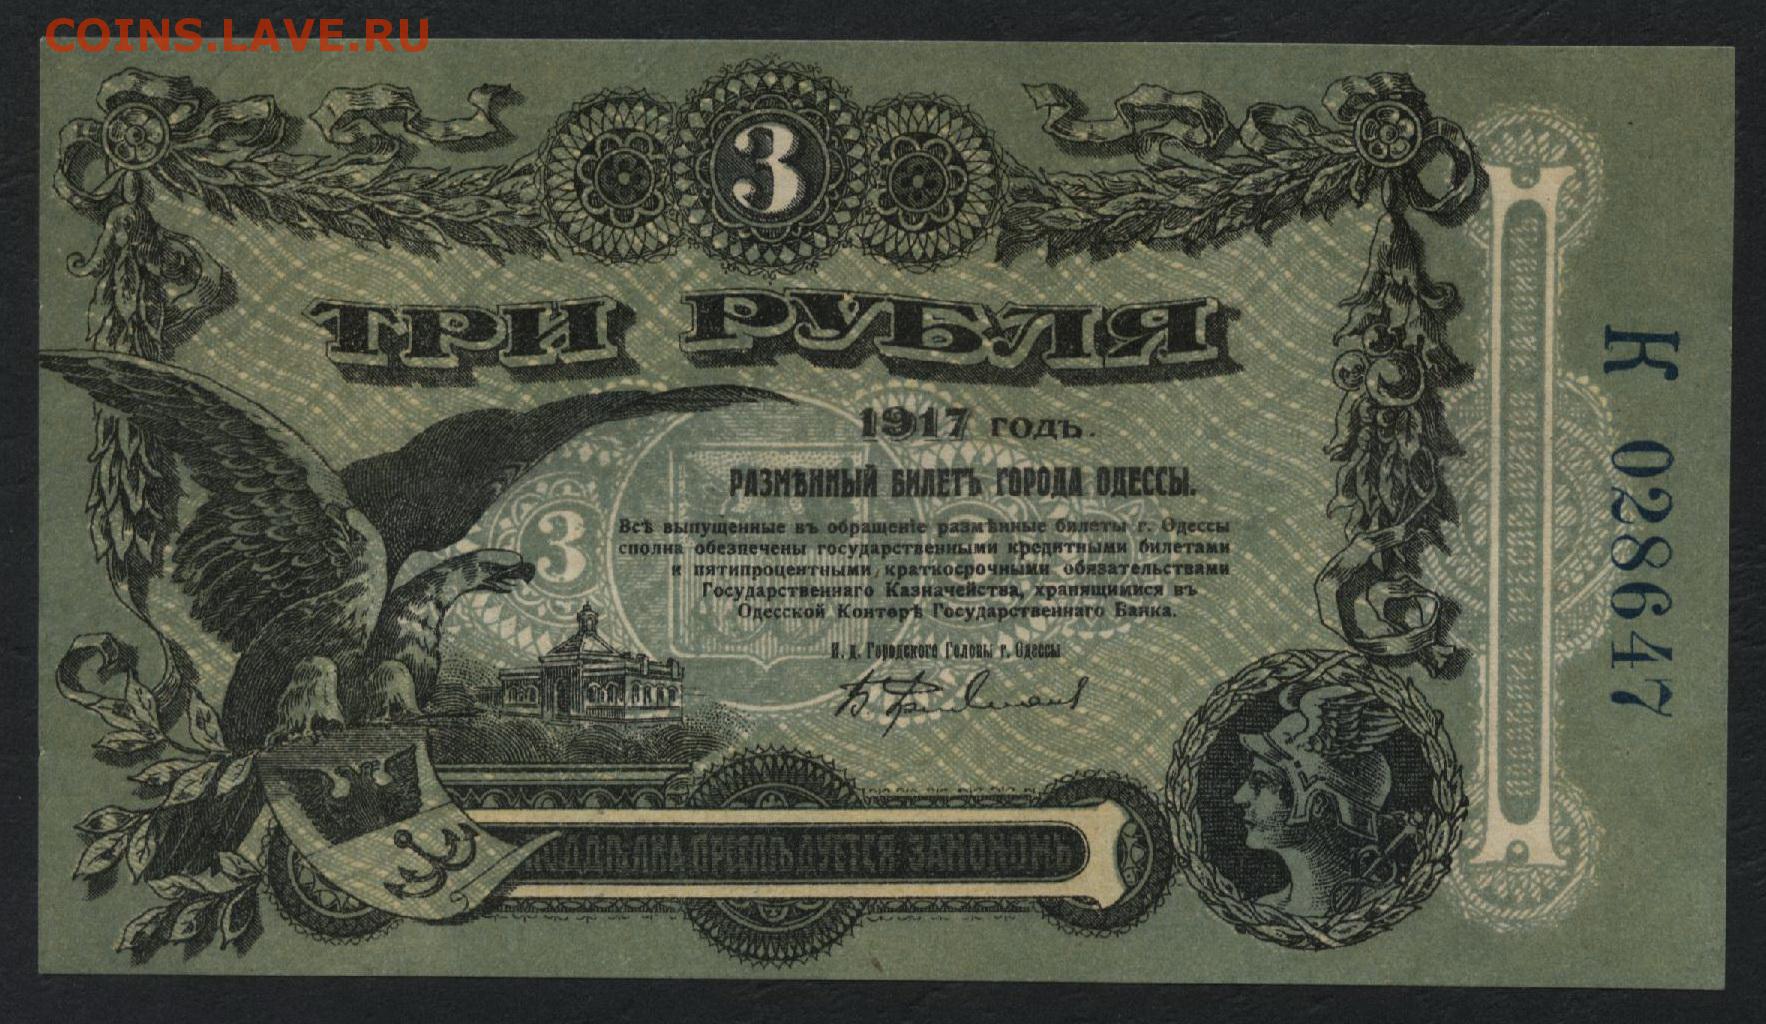 COINS.LAVE.RU
3
ТРИ РУБЛЯ
1917 годъ.
РАЗМѢННЫЙ БИЛЕТЪ ГОРОДА ОДЕССЫ.
Всѣ выпущенные въ обращеніе размѣнные билеты г. Одессы
сполна обезпечены государственными кредитными билетами
и пятипроцентными краткосрочными обязательствами
Государственнаго Казначейства, хранящимися въ
Одесской Конторѣ Государственнаго Банка.
И. д. Городского Головы г. Одессы
3
3
ПОДДѢЛКА ПРЕСЛѢДУЕТСЯ ЗАКОНОМЪ
К 028647